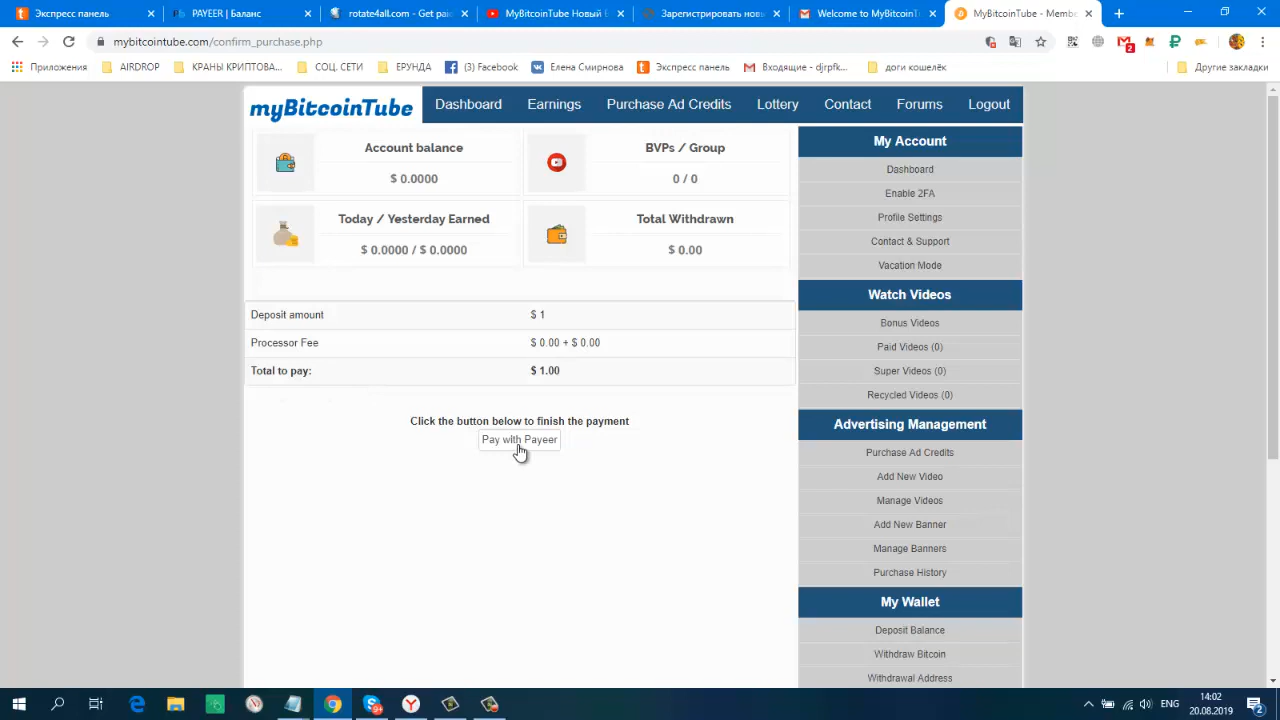 Экспресс панель
PAYEER | Баланс
rotate4all.com - Get paid
MyBitcoinTube Новый Б
Зарегистрировать новы
Welcome to MyBitcoinT
MyBitcoinTube - Membe
mybitcointube.com/confirm_purchase.php
2
Приложения
AIRDROP
КРАНЫ КРИПТОВА...
СОЦ. СЕТИ
ЕРУНДА
(3) Facebook
Елена Смирнова
Экспресс панель
Входящие - djrpfk...
доги кошелёк
Другие закладки
myBitcoinTube
Dashboard
Earnings
Purchase Ad Credits
Lottery
Contact
Forums
Logout
Account balance
$ 0.0000
BVPs / Group
0 / 0
Today / Yesterday Earned
$ 0.0000 / $ 0.0000
Total Withdrawn
$ 0.00
Deposit amount
$ 1
Processor Fee
$ 0.00 + $ 0.00
Total to pay:
$ 1.00
Click the button below to finish the payment
Pay with Payeer
My Account
Dashboard
Enable 2FA
Profile Settings
Contact & Support
Vacation Mode
Watch Videos
Bonus Videos
Paid Videos (0)
Super Videos (0)
Recycled Videos (0)
Advertising Management
Purchase Ad Credits
Add New Video
Manage Videos
Add New Banner
Manage Banners
Purchase History
My Wallet
Deposit Balance
Withdraw Bitcoin
Withdrawal Address
ENG
14:02
20.08.2019
2